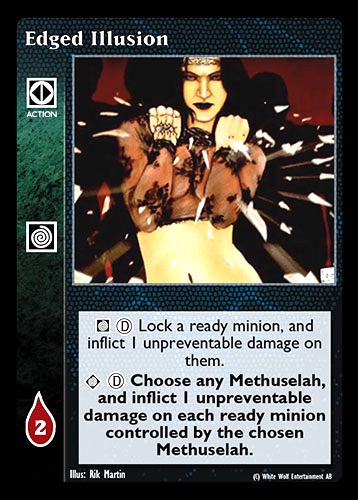 Edged Illusion
ACTION
D Lock a ready minion, and
inflict 1 unpreventable damage on
them.
D Choose any Methuselah,
and inflict 1 unpreventable
damage on each ready minion
controlled by the chosen
Methuselah.
2
Illus: Rik Martin
(C) White Wolf Entertainment AB